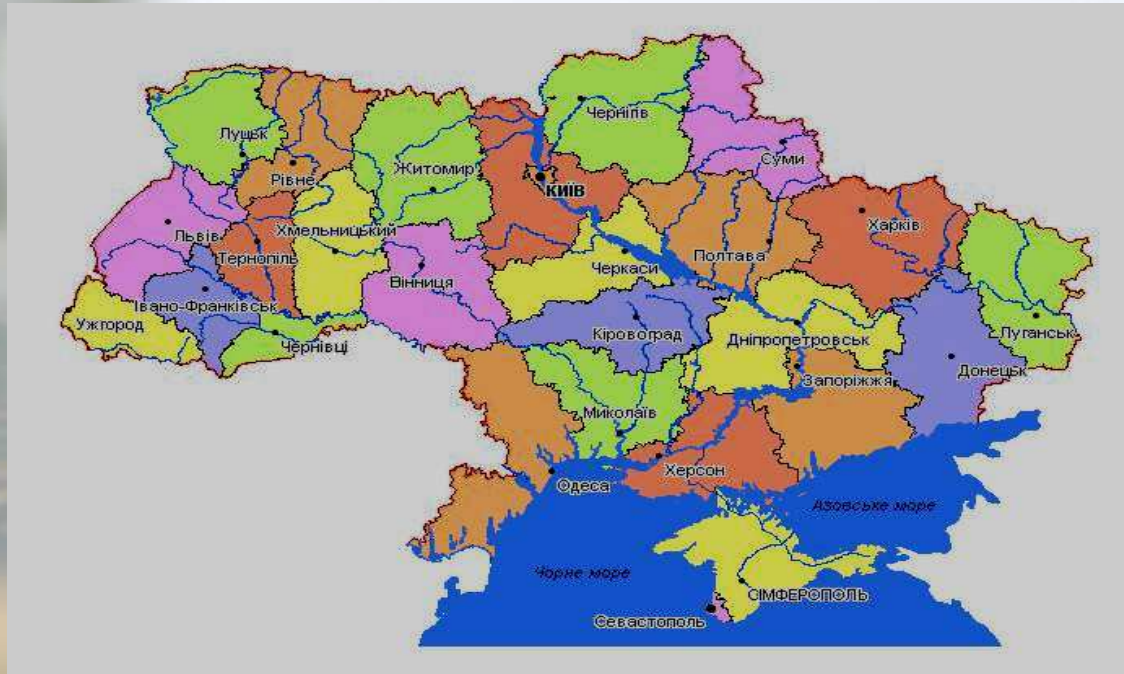 Чернігів
Луцьк
Суми
Рівне
Житомир
КИЇВ
Львів
Хмельницький
Харків
Тернопіль
Полтава
Черкаси
Вінниця
Івано-Франківськ
Ужгород
Кіровоград
Дніпропетровськ
Луганськ
Чернівці
Донецьк
Запоріжжя
Миколаїв
Херсон
Одеса
Азовське море
Чорне море
СІМФЕРОПОЛЬ
Севастополь